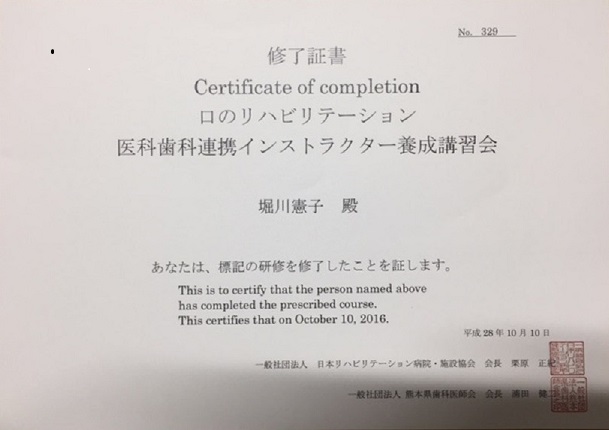 No. 329
修了証書
Certificate of completion
口のリハビリテーション
医科歯科連携インストラクター養成講習会
堀川憲子 殿
あなたは、標記の研修を修了したことを証します。
This is to certify that the person named above
has completed the prescribed course.
This certifies that on October 10, 2016.
平成28年10月10日
一般社団法人 日本リハビリテーション病院・施設協会 会長 栗原 正紀
一般社団法人 熊本県歯科医師会 会長 浦田 健二